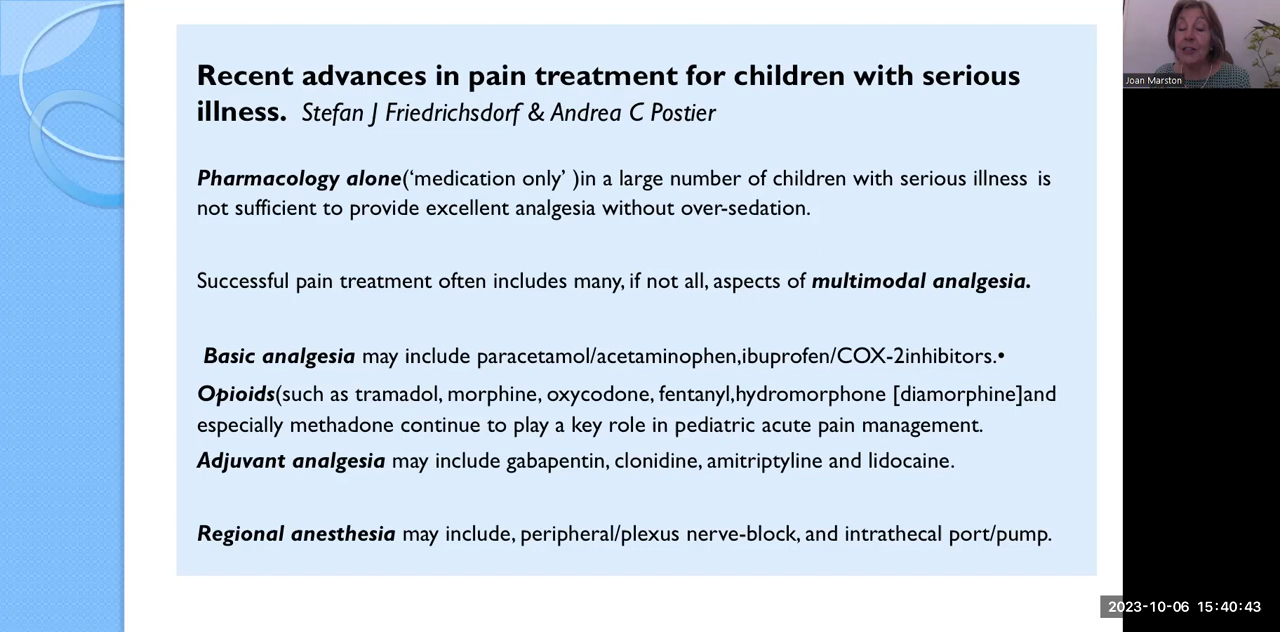 Recent advances in pain treatment for children with serious
illness. Stefan J Friedrichsdorf & Andrea C Postier
Pharmacology alone(‘medication only’ )in a large number of children with serious illness is
not sufficient to provide excellent analgesia without over-sedation.
Successful pain treatment often includes many, if not all, aspects of multimodal analgesia.
Basic analgesia may include paracetamol/acetaminophen,ibuprofen/COX-2inhibitors.•
Opioids(such as tramadol, morphine, oxycodone, fentanyl,hydromorphone [diamorphine]and
especially methadone continue to play a key role in pediatric acute pain management.
Adjuvant analgesia may include gabapentin, clonidine, amitriptyline and lidocaine.
Regional anesthesia may include, peripheral/plexus nerve-block, and intrathecal port/pump.
Joan Marston
2023-10-06 15:40:43